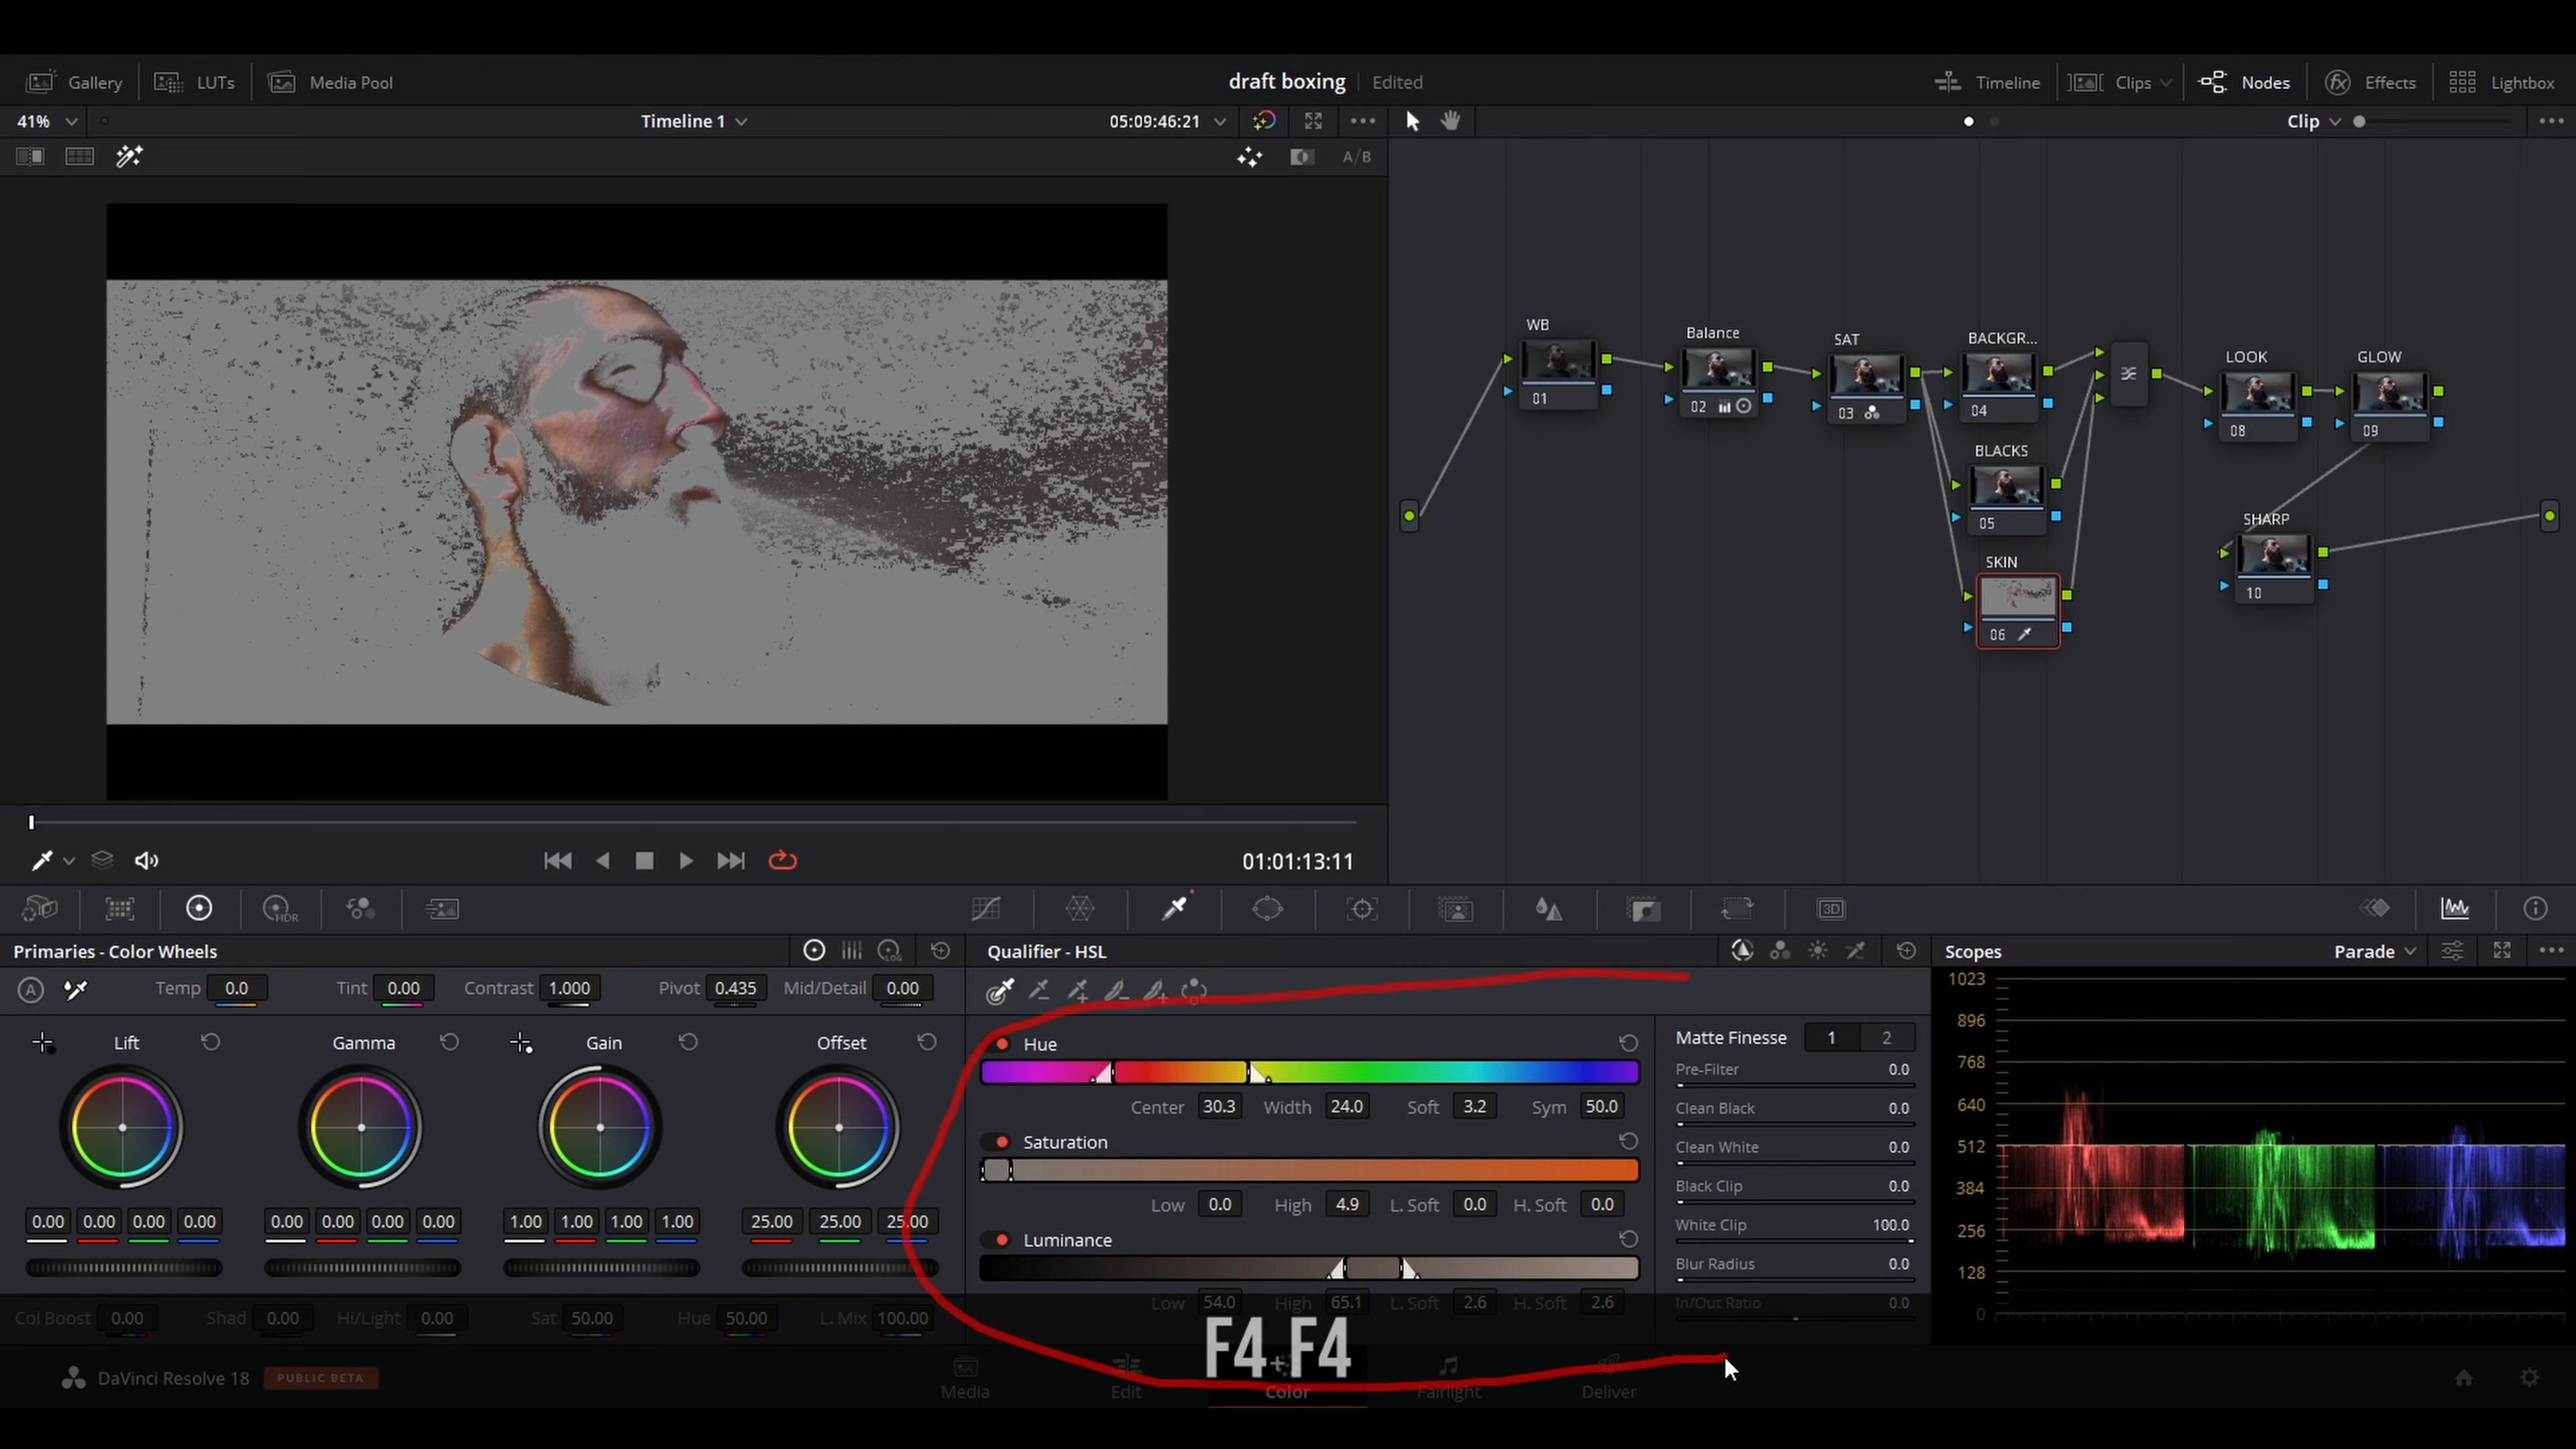 Gallery LUTs Media Pool draft boxing Edited Timeline Clips Nodes Effects Lightbox
41% Timeline 1 05:09:46:21 Clip
A/B
WB
01
Balance
02
SAT
03
BACKGR...
04
BLACKS
05
SKIN
06
LOOK
08
GLOW
09
SHARP
10
01:01:13:11
HDR
3D
Primaries - Color Wheels
LOG
A Temp 0.0 Tint 0.00 Contrast 1.000 Pivot 0.435 Mid/Detail 0.00
Lift Gamma Gain Offset
0.00 0.00 0.00 0.00 0.00 0.00 0.00 0.00 1.00 1.00 1.00 1.00 25.00 25.00 25.00
Col Boost 0.00 Shad 0.00 Hi/Light 0.00 Sat 50.00 Hue 50.00 L. Mix 100.00
Qualifier - HSL
Hue
Center 30.3 Width 24.0 Soft 3.2 Sym 50.0
Saturation
Low 0.0 High 4.9 L. Soft 0.0 H. Soft 0.0
Luminance
Low 54.0 High 65.1 L. Soft 2.6 H. Soft 2.6
Matte Finesse 1 2
Pre-Filter 0.0
Clean Black 0.0
Clean White 0.0
Black Clip 0.0
White Clip 100.0
Blur Radius 0.0
In/Out Ratio 0.0
Scopes Parade
1023
896
768
640
512
384
256
128
0
F4+F4
DaVinci Resolve 18 PUBLIC BETA Media Edit Color Fairlight Deliver